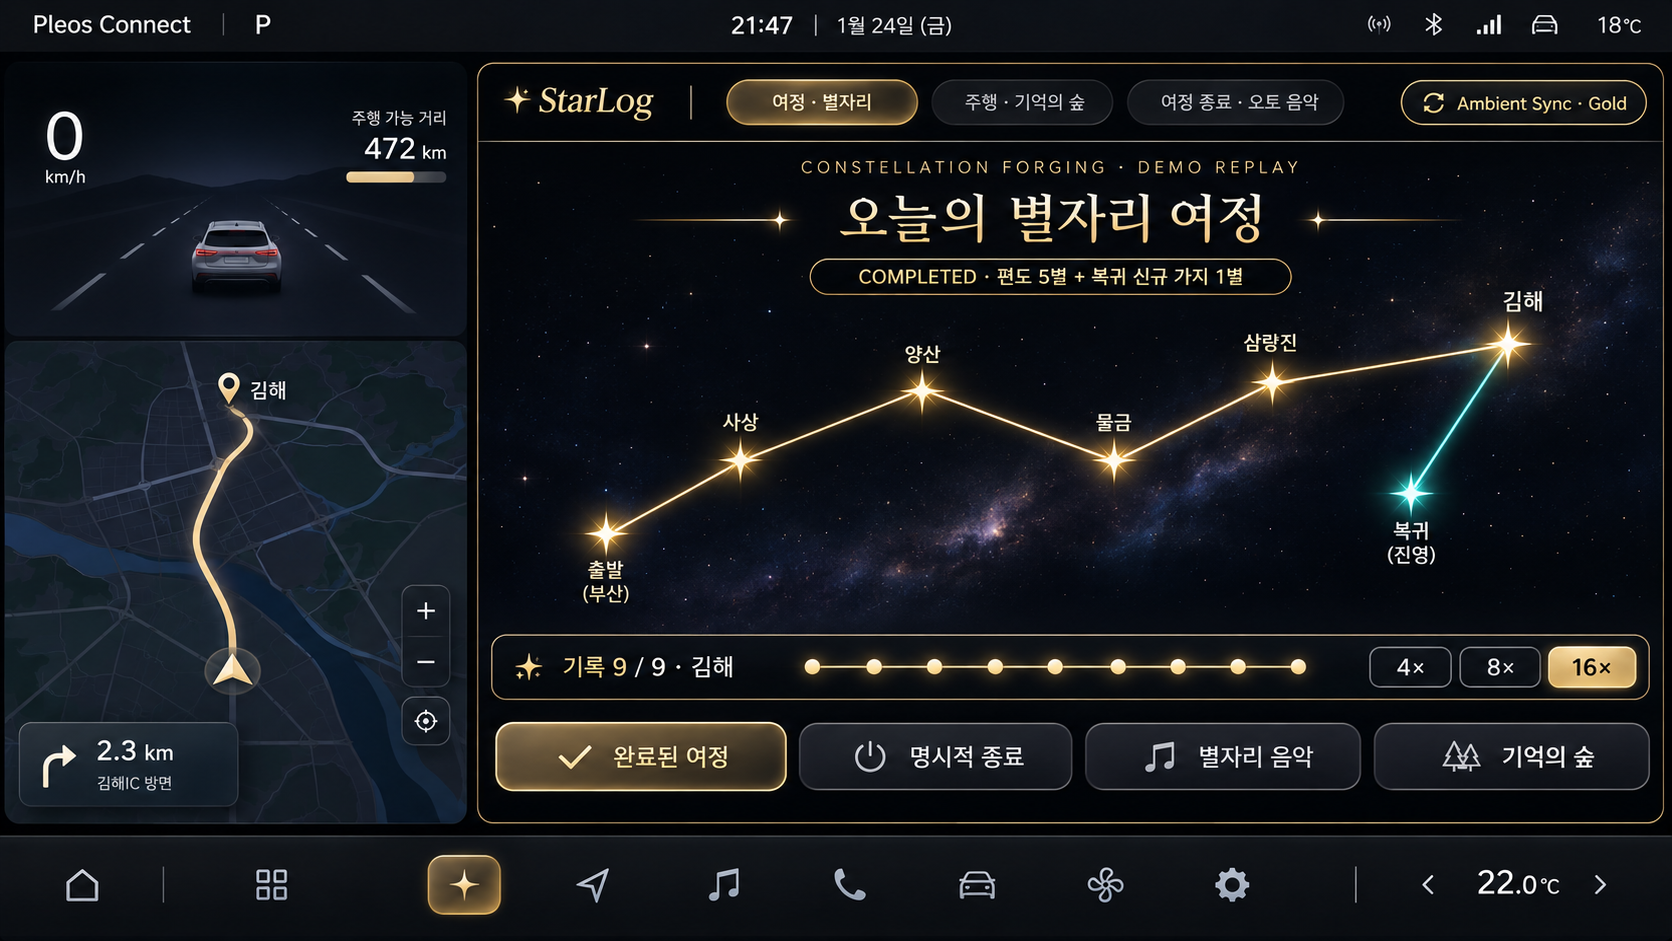 Pleos Connect
P
21:47
1월 24일 (금)
18°C
0
km/h
주행 가능 거리
472 km
김해
+
−
2.3 km
김해IC 방면
StarLog
여정 · 별자리
주행 · 기억의 숲
여정 종료 · 오토 음악
Ambient Sync · Gold
CONSTELLATION FORGING · DEMO REPLAY
오늘의 별자리 여정
COMPLETED · 편도 5별 + 복귀 신규 가지 1별
김해
삼량진
양산
물금
사상
출발
(부산)
복귀
(진영)
기록 9 / 9 · 김해
4×
8×
16×
완료된 여정
명시적 종료
별자리 음악
기억의 숲
22.0°C